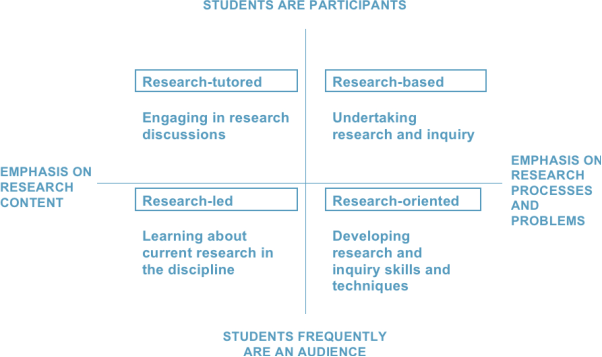 STUDENTS ARE PARTICIPANTS
Research-tutored
Engaging in research
discussions
Research-based
Undertaking
research and inquiry
EMPHASIS ON
RESEARCH
CONTENT
EMPHASIS ON
RESEARCH
PROCESSES
AND
PROBLEMS
Research-led
Learning about
current research in
the discipline
Research-oriented
Developing
research and
inquiry skills and
techniques
STUDENTS FREQUENTLY
ARE AN AUDIENCE